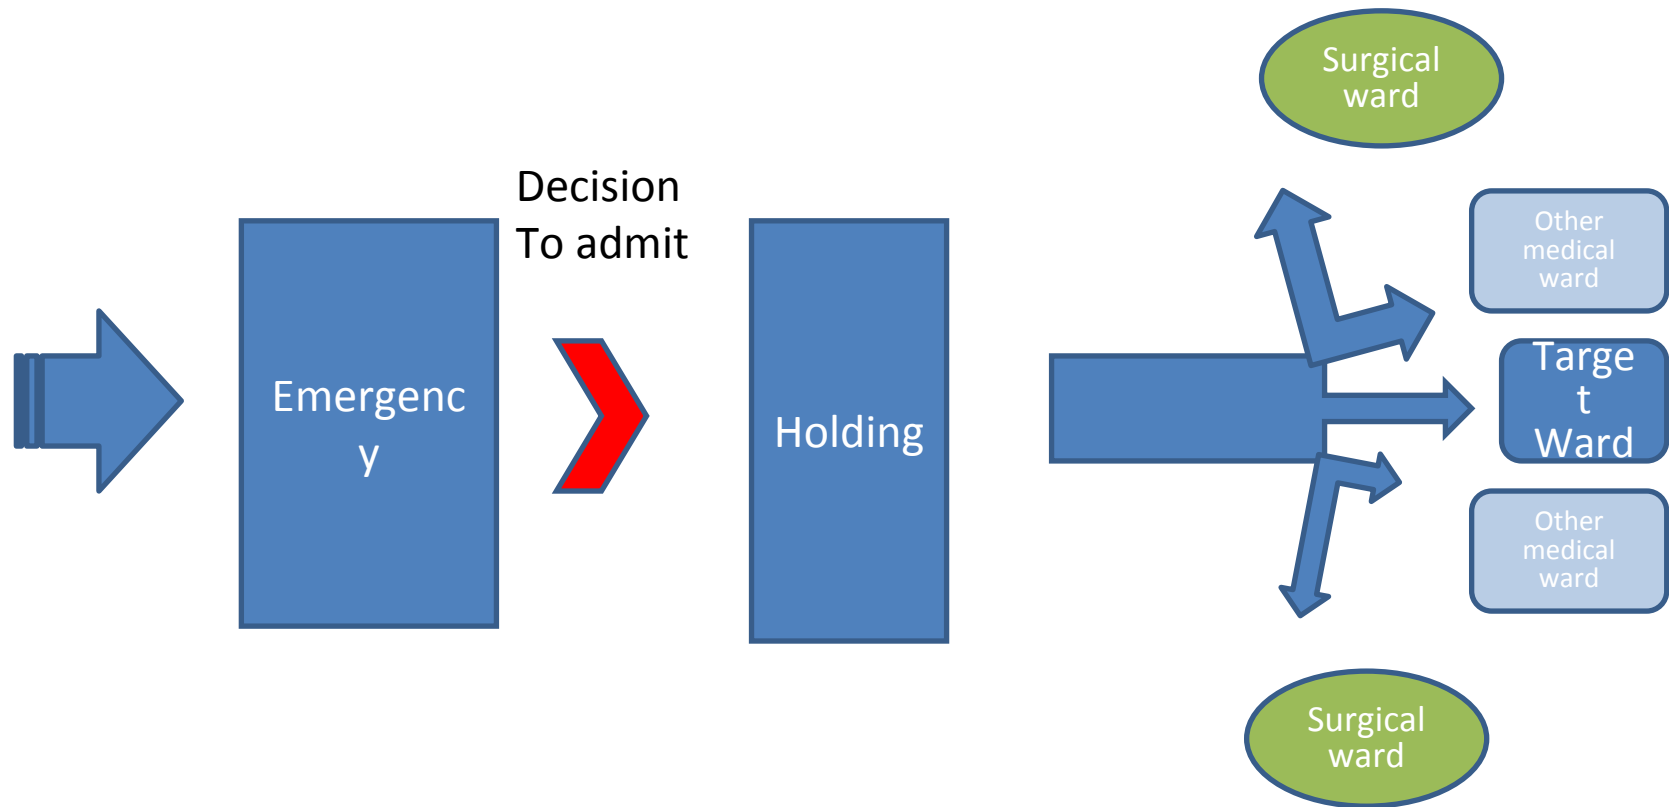 Surgical
ward
Decision
To admit
Other
medical
ward
Emergenc
y
Holding
Targe
t
Ward
Other
medical
ward
Surgical
ward